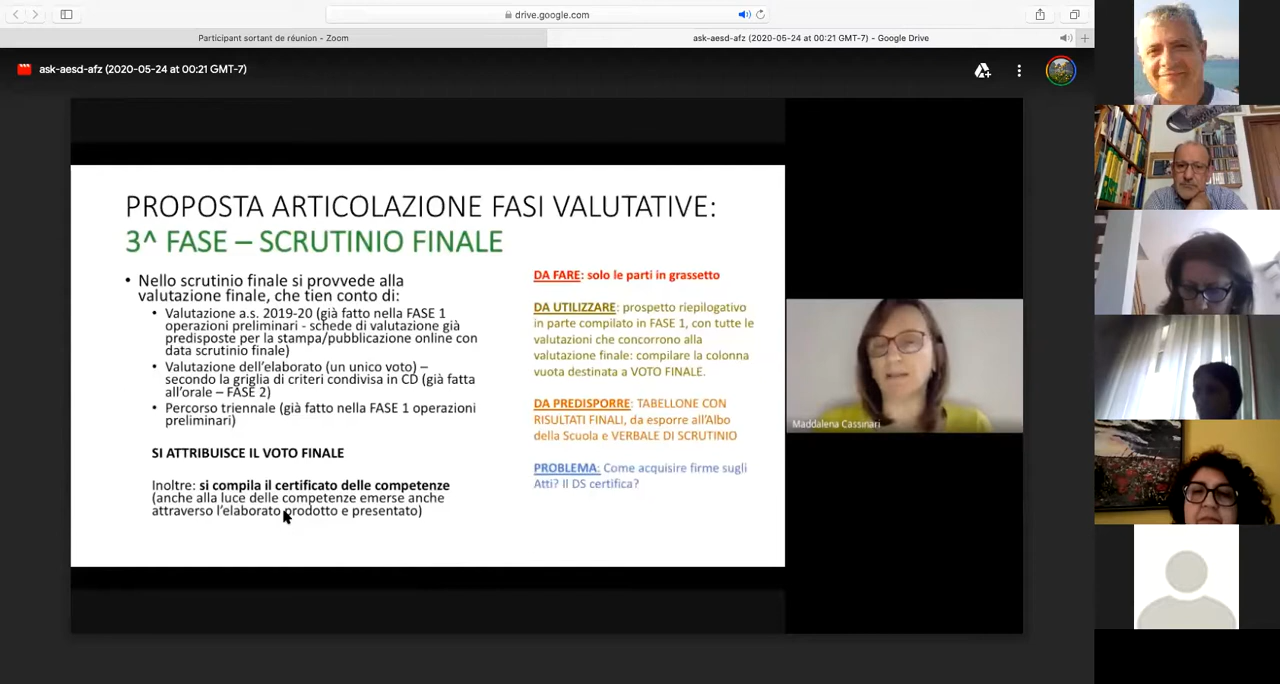 drive.google.com
Participant sortant de réunion - Zoom
ask-aesd-afz (2020-05-24 at 00:21 GMT-7) - Google Drive
ask-aesd-afz (2020-05-24 at 00:21 GMT-7)
PROPOSTA ARTICOLAZIONE FASI VALUTATIVE:
3^ FASE – SCRUTINIO FINALE
• Nello scrutinio finale si provvede alla
valutazione finale, che tien conto di:
• Valutazione a.s. 2019-20 (già fatto nella FASE 1
operazioni preliminari - schede di valutazione già
predisposte per la stampa/pubblicazione online con
data scrutinio finale)
• Valutazione dell'elaborato (un unico voto) –
secondo la griglia di criteri condivisa in CD (già fatta
all'orale – FASE 2)
• Percorso triennale (già fatto nella FASE 1 operazioni
preliminari)
SI ATTRIBUISCE IL VOTO FINALE
Inoltre: si compila il certificato delle competenze
(anche alla luce delle competenze emerse anche
attraverso l'elaborato prodotto e presentato)
DA FARE: solo le parti in grassetto
DA UTILIZZARE: prospetto riepilogativo
in parte compilato in FASE 1, con tutte le
valutazioni che concorrono alla
valutazione finale: compilare la colonna
vuota destinata a VOTO FINALE.
DA PREDISPORRE: TABELLONE CON
RISULTATI FINALI, da esporre all'Albo
della Scuola e VERBALE DI SCRUTINIO
PROBLEMA: Come acquisire firme sugli
Atti? Il DS certifica?
Maddalena Cassinari